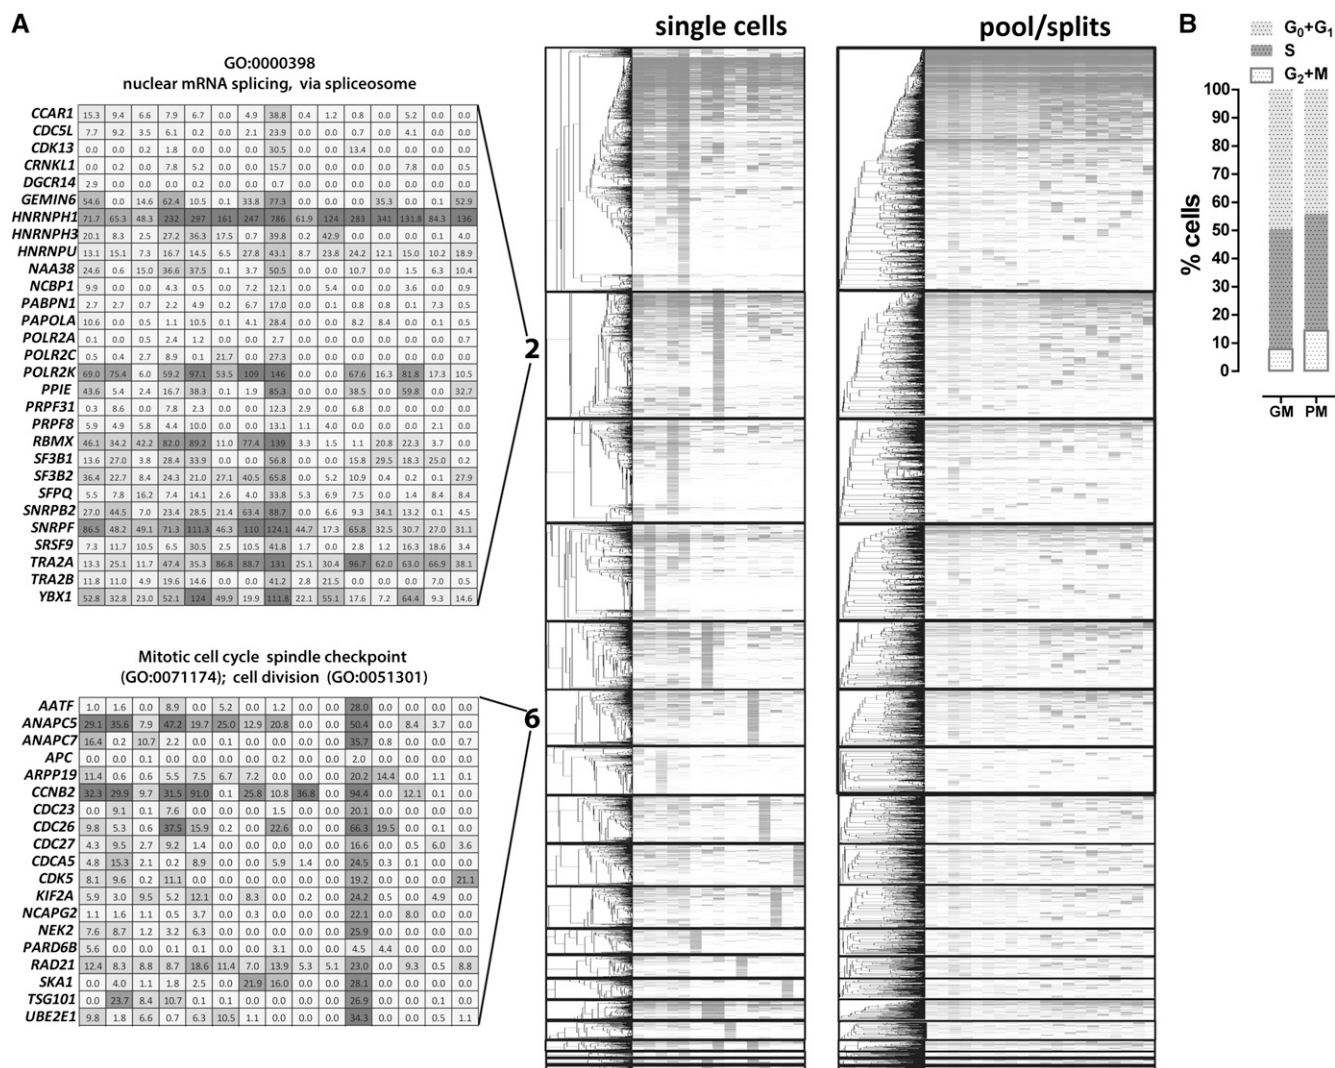 A
single cells
pool/splits
B
G0+G1
S
G2+M
GO:0000398
nuclear mRNA splicing, via spliceosome
CCAR1 15.3 9.4 6.6 7.9 6.7 0.0 4.9 38.8 0.4 1.2 0.8 0.0 5.2 0.0 0.0
CDC5L 7.7 9.2 3.5 6.1 0.2 0.0 2.1 23.9 0.0 0.0 0.7 0.0 4.1 0.0 0.0
CDK13 0.0 0.0 0.2 1.8 0.0 0.0 0.0 30.5 0.0 0.0 13.4 0.0 0.0 0.0 0.0
CRNKL1 0.0 0.2 0.0 7.8 5.2 0.0 0.0 15.7 0.0 0.0 0.0 0.0 7.8 0.0 0.5
DGCR14 2.9 0.0 0.0 0.0 0.2 0.0 0.0 0.7 0.0 0.0 0.0 0.0 0.0 0.0 0.0
GEMIN6 54.6 0.0 14.6 62.4 10.5 0.1 33.8 77.3 0.0 0.0 0.0 35.3 0.0 0.1 52.9
HNRNPH1 71.7 65.3 48.3 232 297 161 247 786 61.9 124 283 341 131.8 84.3 136
HNRNPH3 20.1 8.3 2.5 27.2 36.3 17.5 0.7 39.8 0.2 42.9 0.0 0.0 0.0 0.1 4.0
HNRNPU 13.1 15.1 7.3 16.7 14.5 6.5 27.8 43.1 8.7 23.8 24.2 12.1 15.0 10.2 18.9
NAA38 24.6 0.6 15.0 36.6 37.5 0.1 3.7 50.5 0.0 0.0 10.7 0.0 1.5 6.3 10.4
NCBP1 9.9 0.0 0.0 4.3 0.5 0.0 7.2 12.1 0.0 5.4 0.0 0.0 3.6 0.0 0.9
PABPN1 2.7 2.7 0.7 2.2 4.9 0.2 6.7 17.0 0.0 0.1 0.8 0.8 0.1 7.3 0.5
PAPOLA 10.6 0.0 0.5 1.1 10.5 0.1 4.1 28.4 0.0 0.0 8.2 8.4 0.0 0.1 0.5
POLR2A 0.1 0.0 0.5 2.4 1.2 0.0 0.0 2.7 0.0 0.0 0.0 0.0 0.0 0.0 0.7
POLR2C 0.5 0.4 2.7 8.9 0.1 21.7 0.0 27.3 0.0 0.0 0.0 0.0 0.0 0.0 0.0
POLR2K 69.0 75.4 6.0 59.2 97.1 53.5 109 146 0.0 0.0 67.6 16.3 81.8 17.3 10.5
PPIE 43.6 5.4 2.4 16.7 38.3 0.1 1.9 85.3 0.0 0.0 38.5 0.0 59.8 0.0 32.7
PRPF31 0.3 8.6 0.0 7.8 2.3 0.0 0.0 12.3 2.9 0.0 6.8 0.0 0.0 0.0 0.0
PRPF8 5.9 4.9 5.8 4.4 10.0 0.0 0.0 13.1 1.1 4.0 0.0 0.0 0.0 2.1 0.0
RBMX 46.1 34.2 42.2 82.0 89.2 11.0 77.4 139 3.3 1.5 1.1 20.8 22.3 3.7 0.0
SF3B1 13.6 27.0 3.8 28.4 33.9 0.0 0.0 56.8 0.0 0.0 15.8 29.5 18.3 25.0 0.2
SF3B2 36.4 22.7 8.4 24.3 21.0 27.1 40.5 65.8 0.0 5.2 10.9 0.4 0.2 0.1 27.9
SFPQ 5.5 7.8 16.2 7.4 14.1 2.6 4.0 33.8 5.3 6.9 7.5 0.0 1.4 8.4 8.4
SNRPB2 27.0 44.5 7.0 23.4 28.5 21.4 63.4 88.7 0.0 6.6 9.3 34.1 13.2 0.1 4.5
SNRPF 86.5 48.2 49.1 71.3 111.3 46.3 110 124.1 44.7 17.3 65.8 32.5 30.7 27.0 31.1
SRSF9 7.3 11.7 10.5 6.5 30.5 2.5 10.5 41.8 1.7 0.0 2.8 1.2 16.3 18.6 3.4
TRA2A 13.3 25.1 11.7 47.4 35.3 86.8 88.7 131 25.1 30.4 96.7 62.0 63.0 66.9 38.1
TRA2B 11.8 11.0 4.9 19.6 14.6 0.0 0.0 41.2 2.8 21.5 0.0 0.0 0.0 7.0 0.5
YBX1 52.8 32.8 23.0 52.1 124 49.9 19.9 111.8 22.1 55.1 17.6 7.2 64.4 9.3 14.6
2
Mitotic cell cycle spindle checkpoint
(GO:0071174); cell division (GO:0051301)
AATF 1.0 1.6 0.0 8.9 0.0 5.2 0.0 1.2 0.0 0.0 28.0 0.0 0.0 0.0 0.0
ANAPC5 29.1 35.6 7.9 47.2 19.7 25.0 12.9 20.8 0.0 0.0 50.4 0.0 8.4 3.7 0.0
ANAPC7 16.4 0.2 10.7 2.2 0.0 0.1 0.0 0.0 0.0 0.0 35.7 0.8 0.0 0.0 0.7
APC 0.0 0.0 0.1 0.0 0.0 0.0 0.0 0.2 0.0 0.0 2.0 0.0 0.0 0.0 0.0
ARPP19 11.4 0.6 0.6 5.5 7.5 6.7 7.2 0.0 0.0 0.0 20.2 14.4 0.0 1.1 0.1
CCNB2 32.3 29.9 9.7 31.5 91.0 0.1 25.8 10.8 36.8 0.0 94.4 0.0 12.1 0.1 0.0
CDC23 0.0 9.1 0.1 7.6 0.0 0.0 0.0 1.5 0.0 0.0 20.1 0.0 0.0 0.0 0.0
CDC26 9.8 5.3 0.6 37.5 15.9 0.2 0.0 22.6 0.0 0.0 66.3 19.5 0.0 0.1 0.0
CDC27 4.3 9.5 2.7 9.2 1.4 0.0 0.0 0.0 0.0 0.0 16.6 0.0 0.5 6.0 3.6
CDCA5 4.8 15.3 2.1 0.2 8.9 0.0 0.0 5.9 1.4 0.0 24.5 0.3 0.1 0.0 0.0
CDK5 8.1 9.6 0.2 11.1 0.0 0.0 0.0 0.0 0.0 0.0 19.2 0.0 0.0 0.0 21.1
KIF2A 5.9 3.0 9.5 5.2 12.1 0.0 8.3 0.0 0.2 0.0 24.2 0.5 0.0 4.9 0.0
NCAPG2 1.1 1.6 1.1 0.5 3.7 0.0 0.3 0.0 0.0 0.0 22.1 0.0 8.0 0.0 0.0
NEK2 7.6 8.7 1.2 3.2 6.3 0.0 0.0 0.0 0.0 0.0 25.9 0.0 0.0 0.0 0.0
PARD6B 5.6 0.0 0.0 0.1 0.1 0.0 0.0 3.1 0.0 0.0 4.5 4.4 0.0 0.0 0.0
RAD21 12.4 8.3 8.8 8.7 18.6 11.4 7.0 13.9 5.3 5.1 23.0 0.0 9.3 0.5 8.8
SKA1 0.0 4.0 1.1 1.8 2.5 0.0 21.9 16.0 0.0 0.0 28.1 0.0 0.0 0.0 0.0
TSG101 0.0 23.7 8.4 10.7 0.1 0.1 0.0 0.0 0.0 0.0 26.9 0.0 0.0 0.0 0.0
UBE2E1 9.8 1.8 6.6 0.7 6.3 10.5 1.1 0.0 0.0 0.0 34.3 0.0 0.0 0.5 1.1
6
% cells
100
90
80
70
60
50
40
30
20
10
0
GM PM